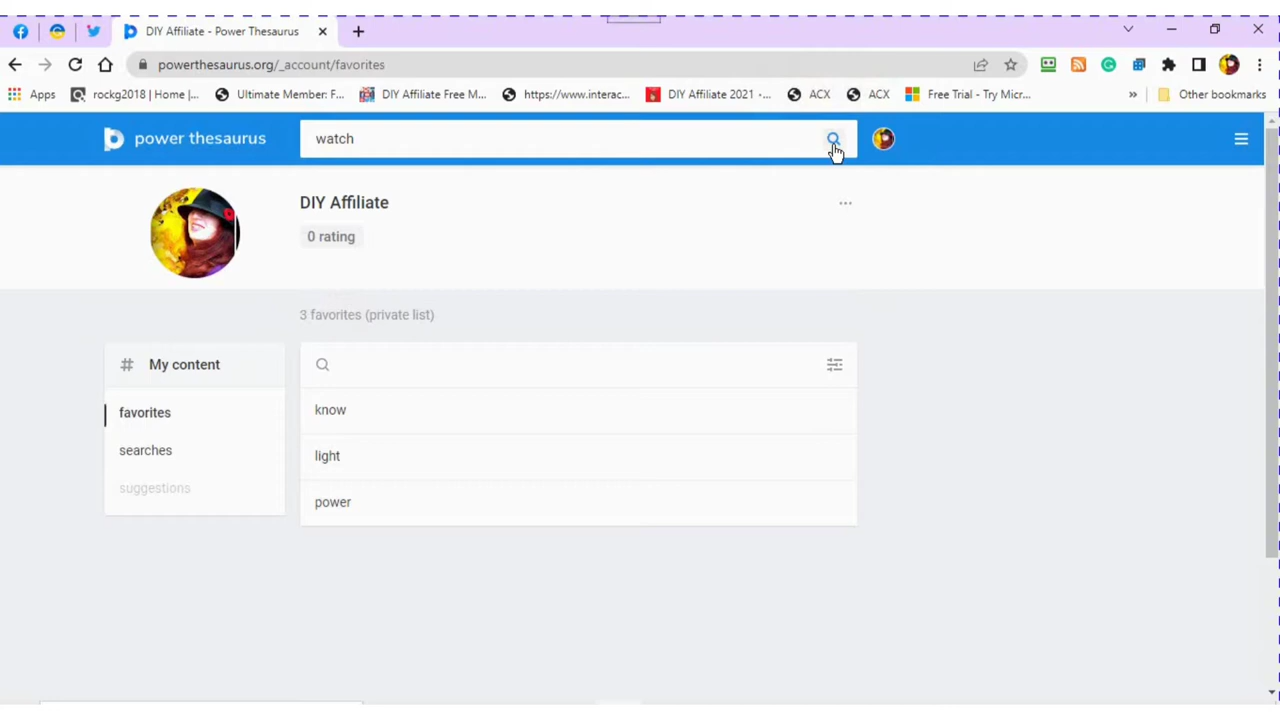 DIY Affiliate - Power Thesaurus
powerthesaurus.org/_account/favorites
Apps rockg2018 | Home |... Ultimate Member: F... DIY Affiliate Free M... https://www.interac... DIY Affiliate 2021 -... ACX ACX Free Trial - Try Micr... » Other bookmarks
power thesaurus watch
DIY Affiliate
0 rating
3 favorites (private list)
# My content
favorites
searches
suggestions
know
light
power